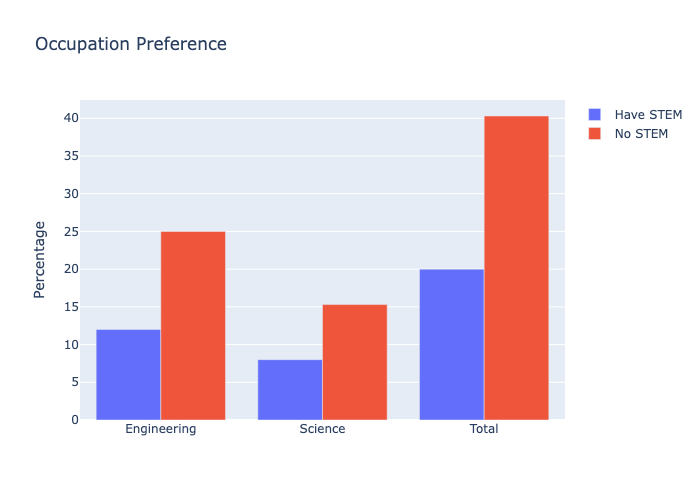 Occupation Preference
Have STEM
No STEM
Percentage
40
35
30
25
20
15
10
5
0
Engineering
Science
Total